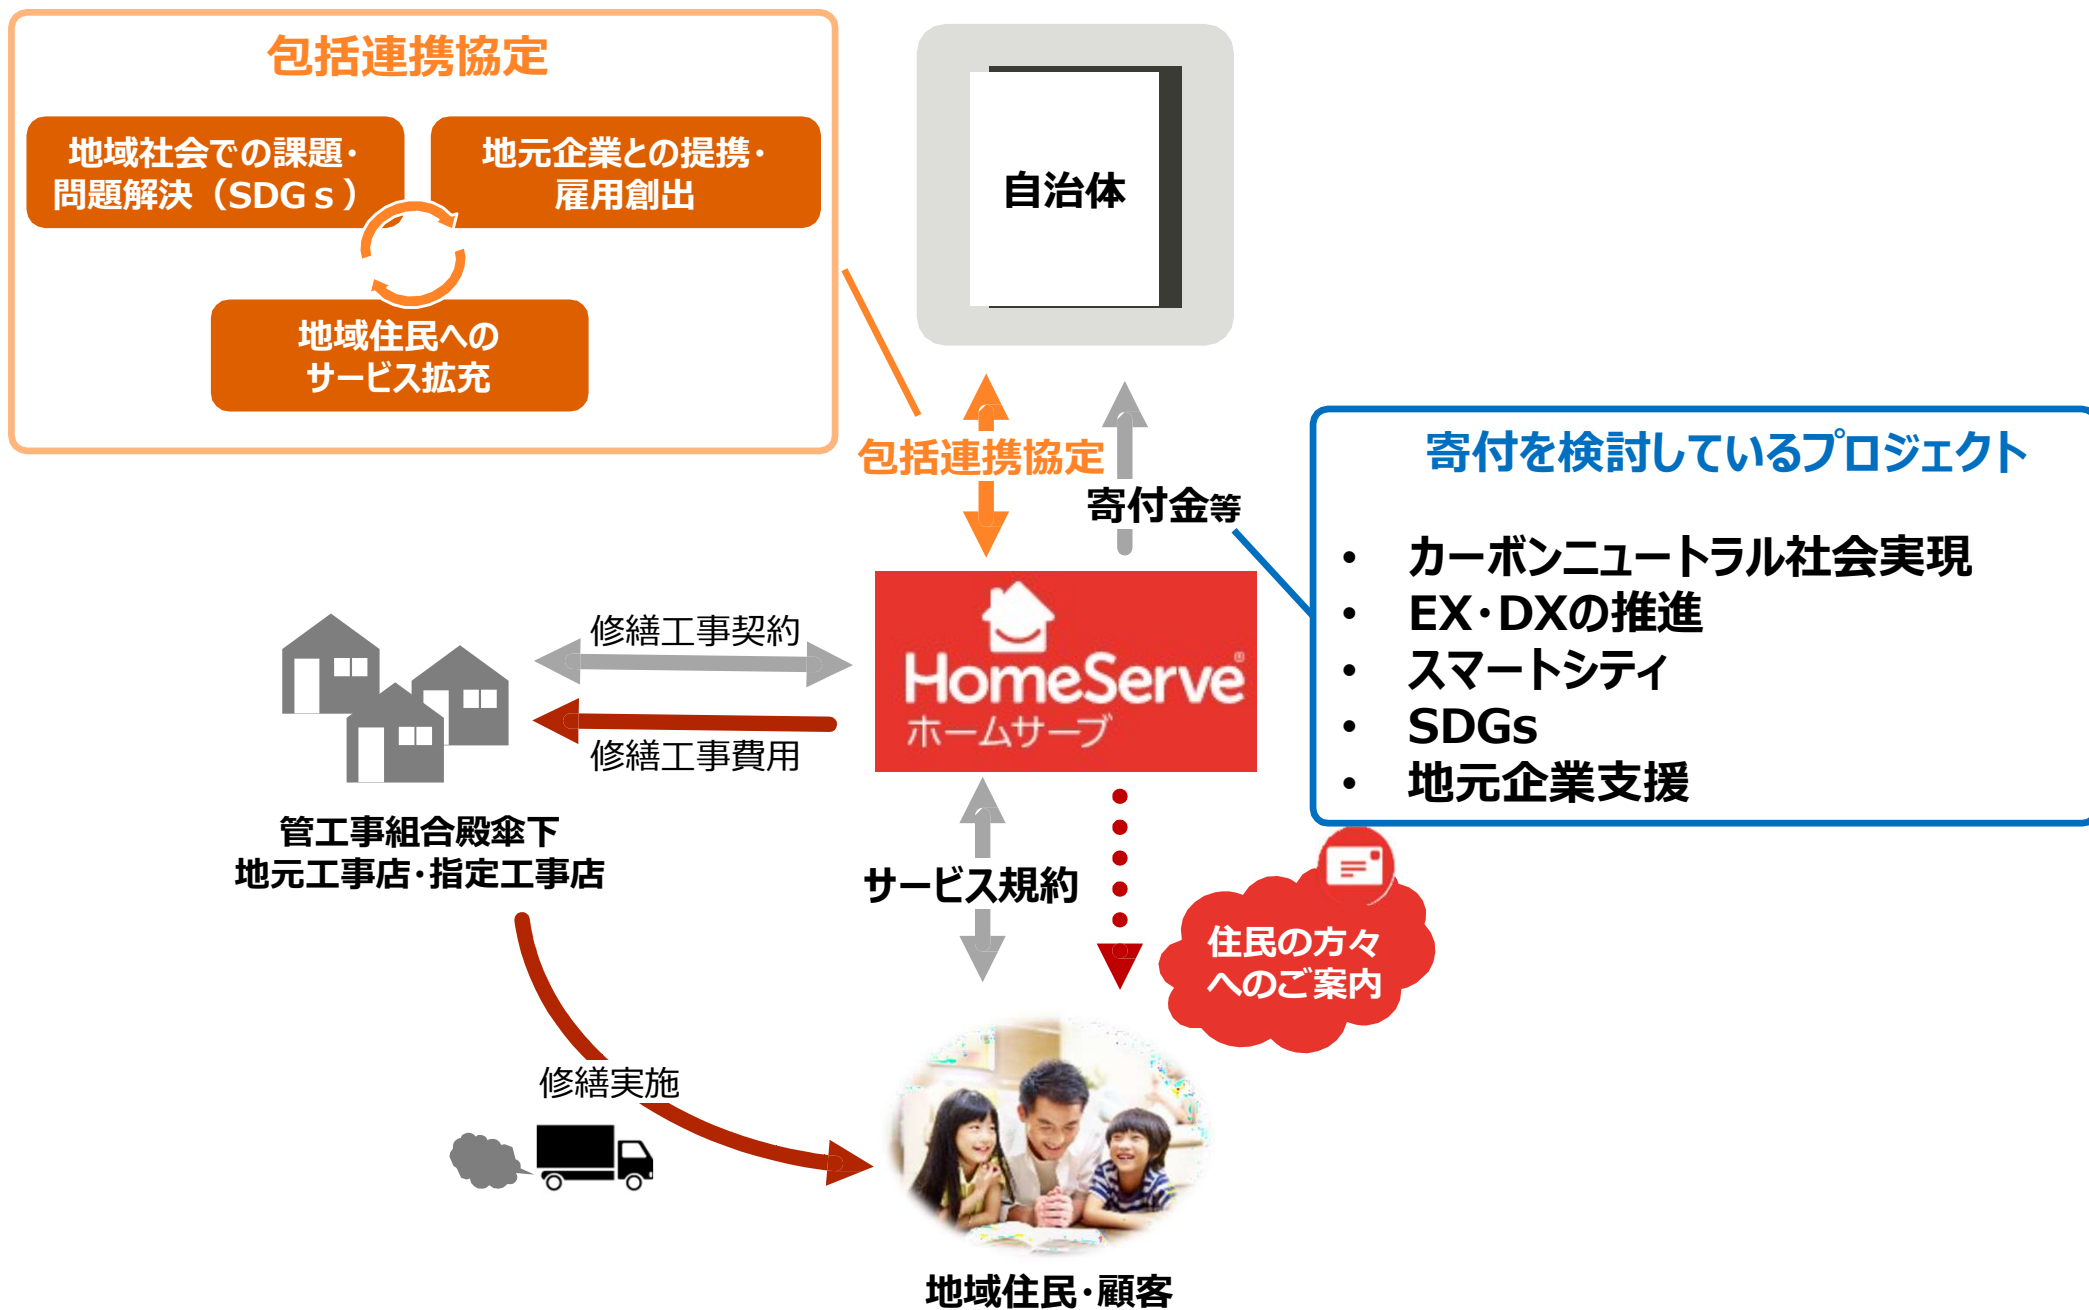 包括連携協定
地域社会での課題・
問題解決（SDGｓ）
地元企業との提携・
雇用創出
地域住民への
サービス拡充
自治体
包括連携協定
寄付金等
寄付を検討しているプロジェクト
• カーボンニュートラル社会実現
• EX・DXの推進
• スマートシティ
• SDGs
• 地元企業支援
修繕工事契約
修繕工事費用
HomeServe®
ホームサーブ
管工事組合殿傘下
地元工事店・指定工事店
サービス規約
住民の方々
へのご案内
修繕実施
地域住民・顧客